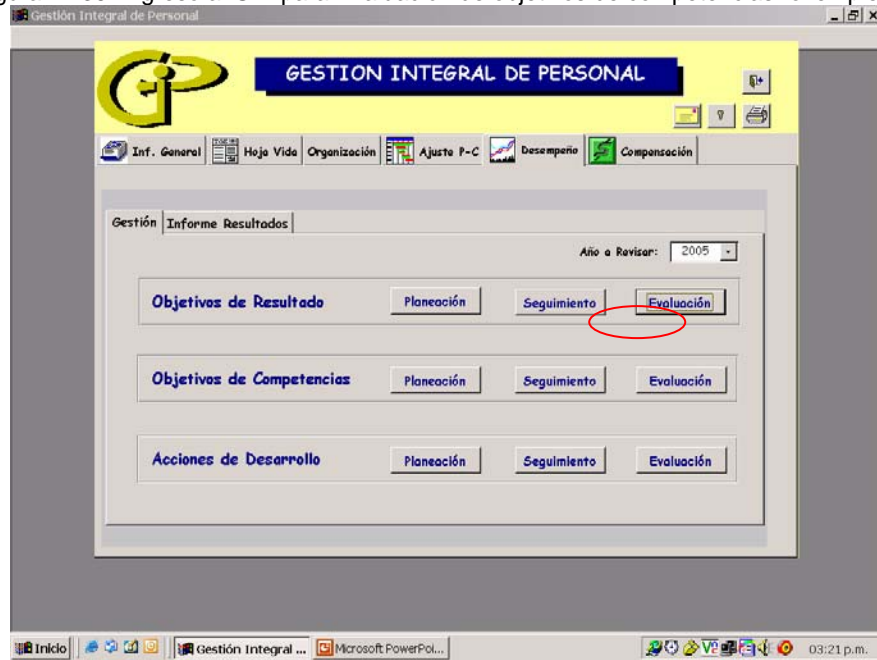 Gestión Integral de Personal
GIP
GESTION INTEGRAL DE PERSONAL
Inf. General Hoja Vida Organización Ajuste P-C Desempeño Compensación
Gestión Informe Resultados
Año a Revisar: 2005
Objetivos de Resultado Planeación Seguimiento Evaluación
Objetivos de Competencias Planeación Seguimiento Evaluación
Acciones de Desarrollo Planeación Seguimiento Evaluación
Inicio Gestión Integral ... Microsoft PowerPoi... 03:21 p.m.